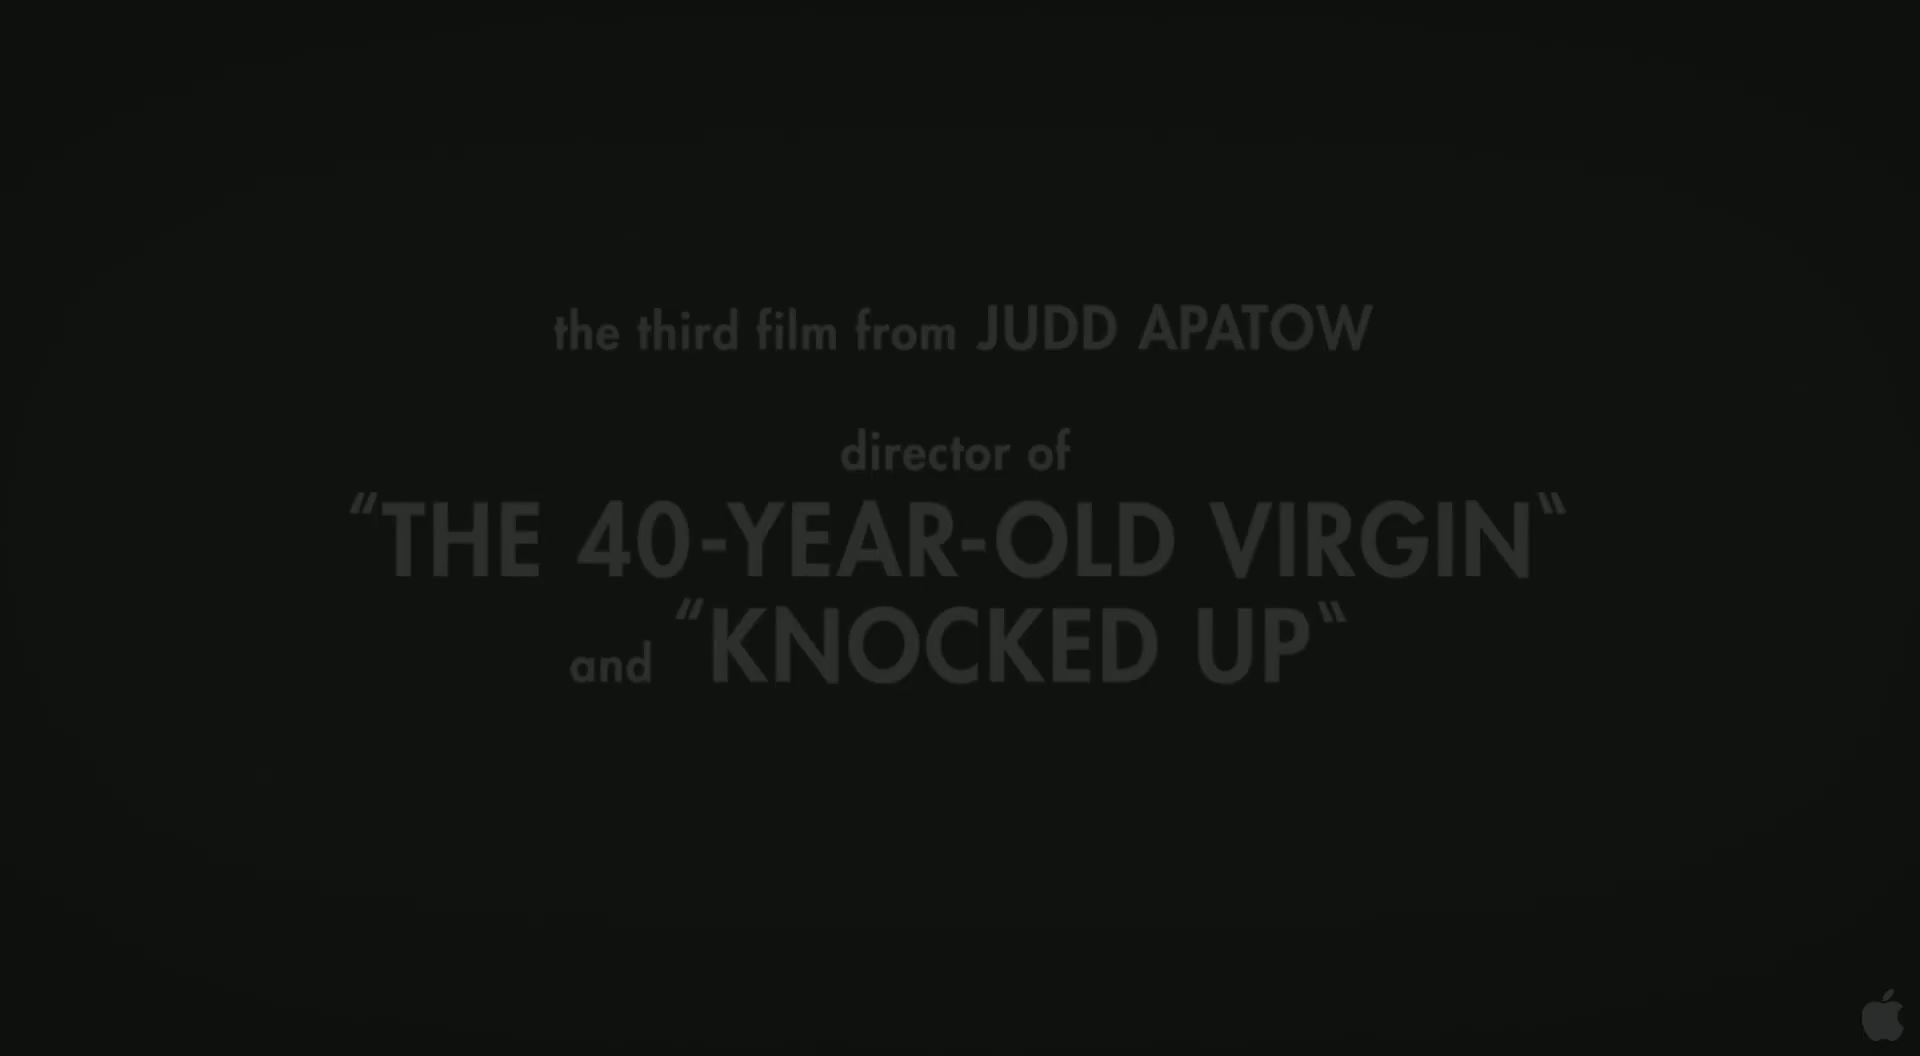 the third film from JUDD APATOW
director of
“THE 40-YEAR-OLD VIRGIN“
and “KNOCKED UP“